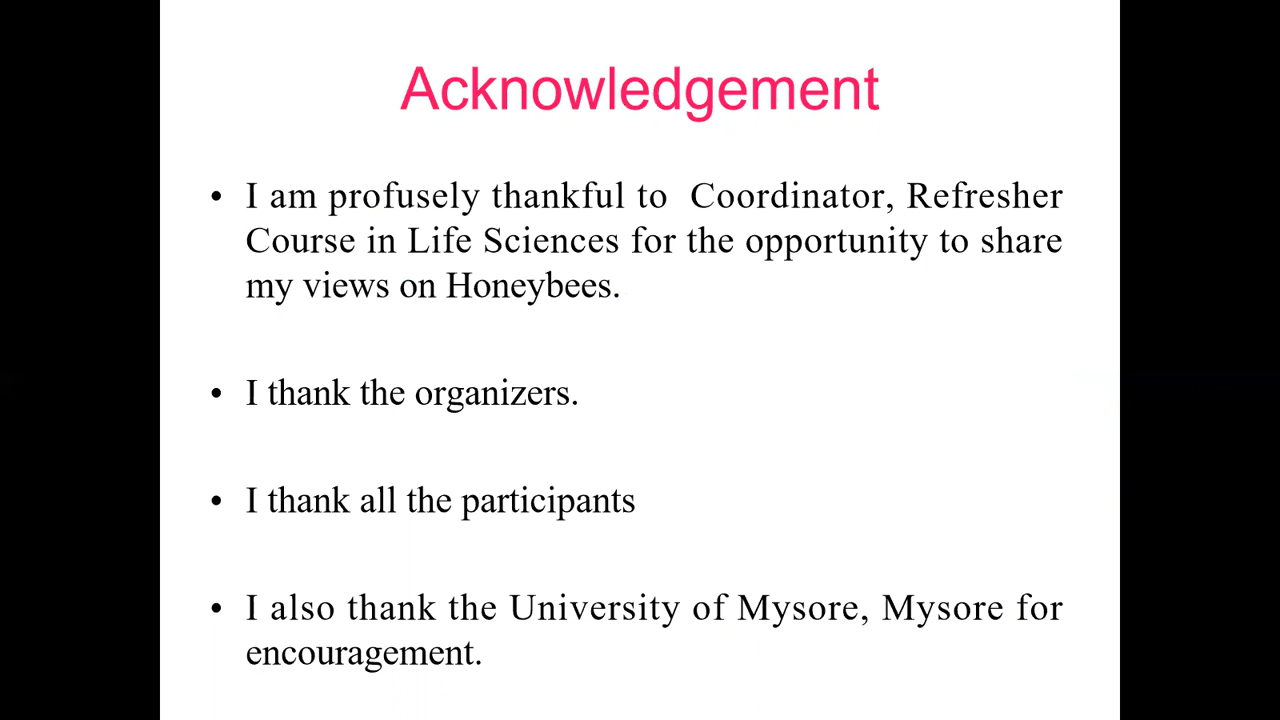 Acknowledgement
• I am profusely thankful to  Coordinator, Refresher
Course in Life Sciences for the opportunity to share
my views on Honeybees.
• I thank the organizers.
• I thank all the participants
• I also thank the University of Mysore, Mysore for
encouragement.